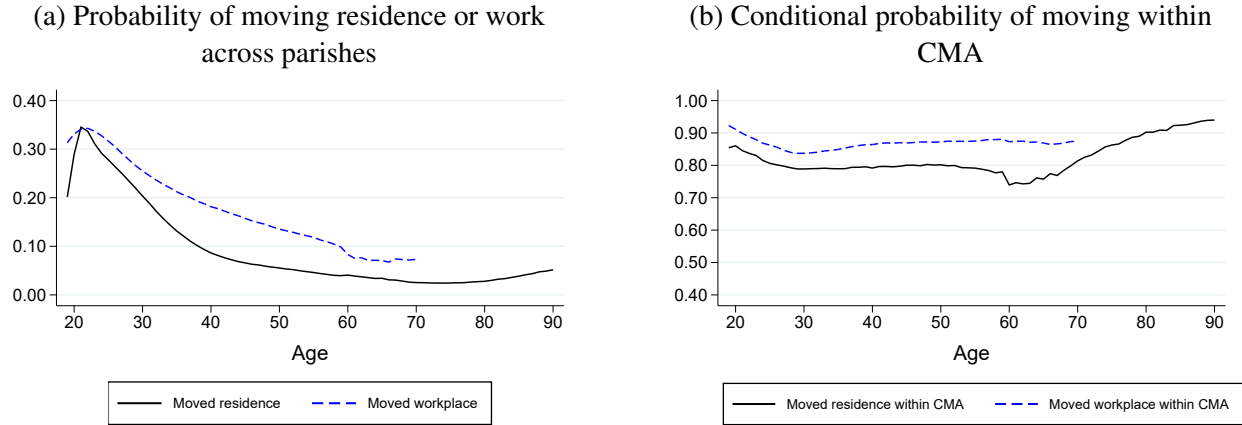 (a) Probability of moving residence or work
across parishes
0.40
0.30
0.20
0.10
0.00
20 30 40 50 60 70 80 90
Age
Moved residence Moved workplace
(b) Conditional probability of moving within
CMA
1.00
0.90
0.80
0.70
0.60
0.50
0.40
20 30 40 50 60 70 80 90
Age
Moved residence within CMA Moved workplace within CMA